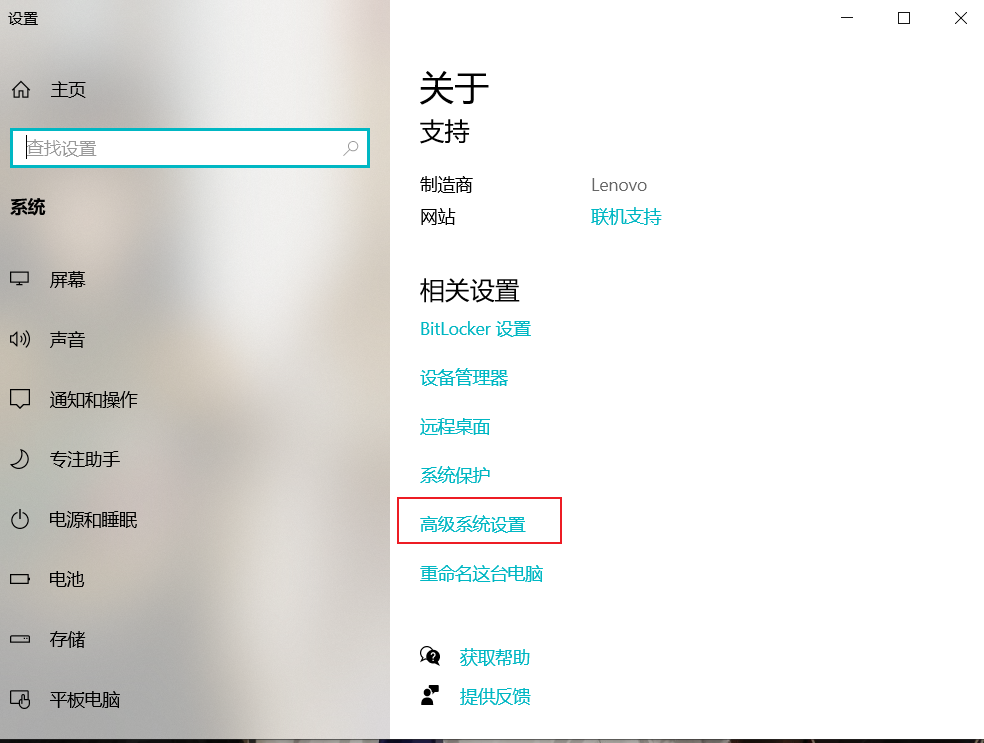 设置
主页
查找设置
系统
屏幕
声音
通知和操作
专注助手
电源和睡眠
电池
存储
平板电脑
关于
支持
制造商 Lenovo
网站 联机支持
相关设置
BitLocker 设置
设备管理器
远程桌面
系统保护
高级系统设置
重命名这台电脑
获取帮助
提供反馈